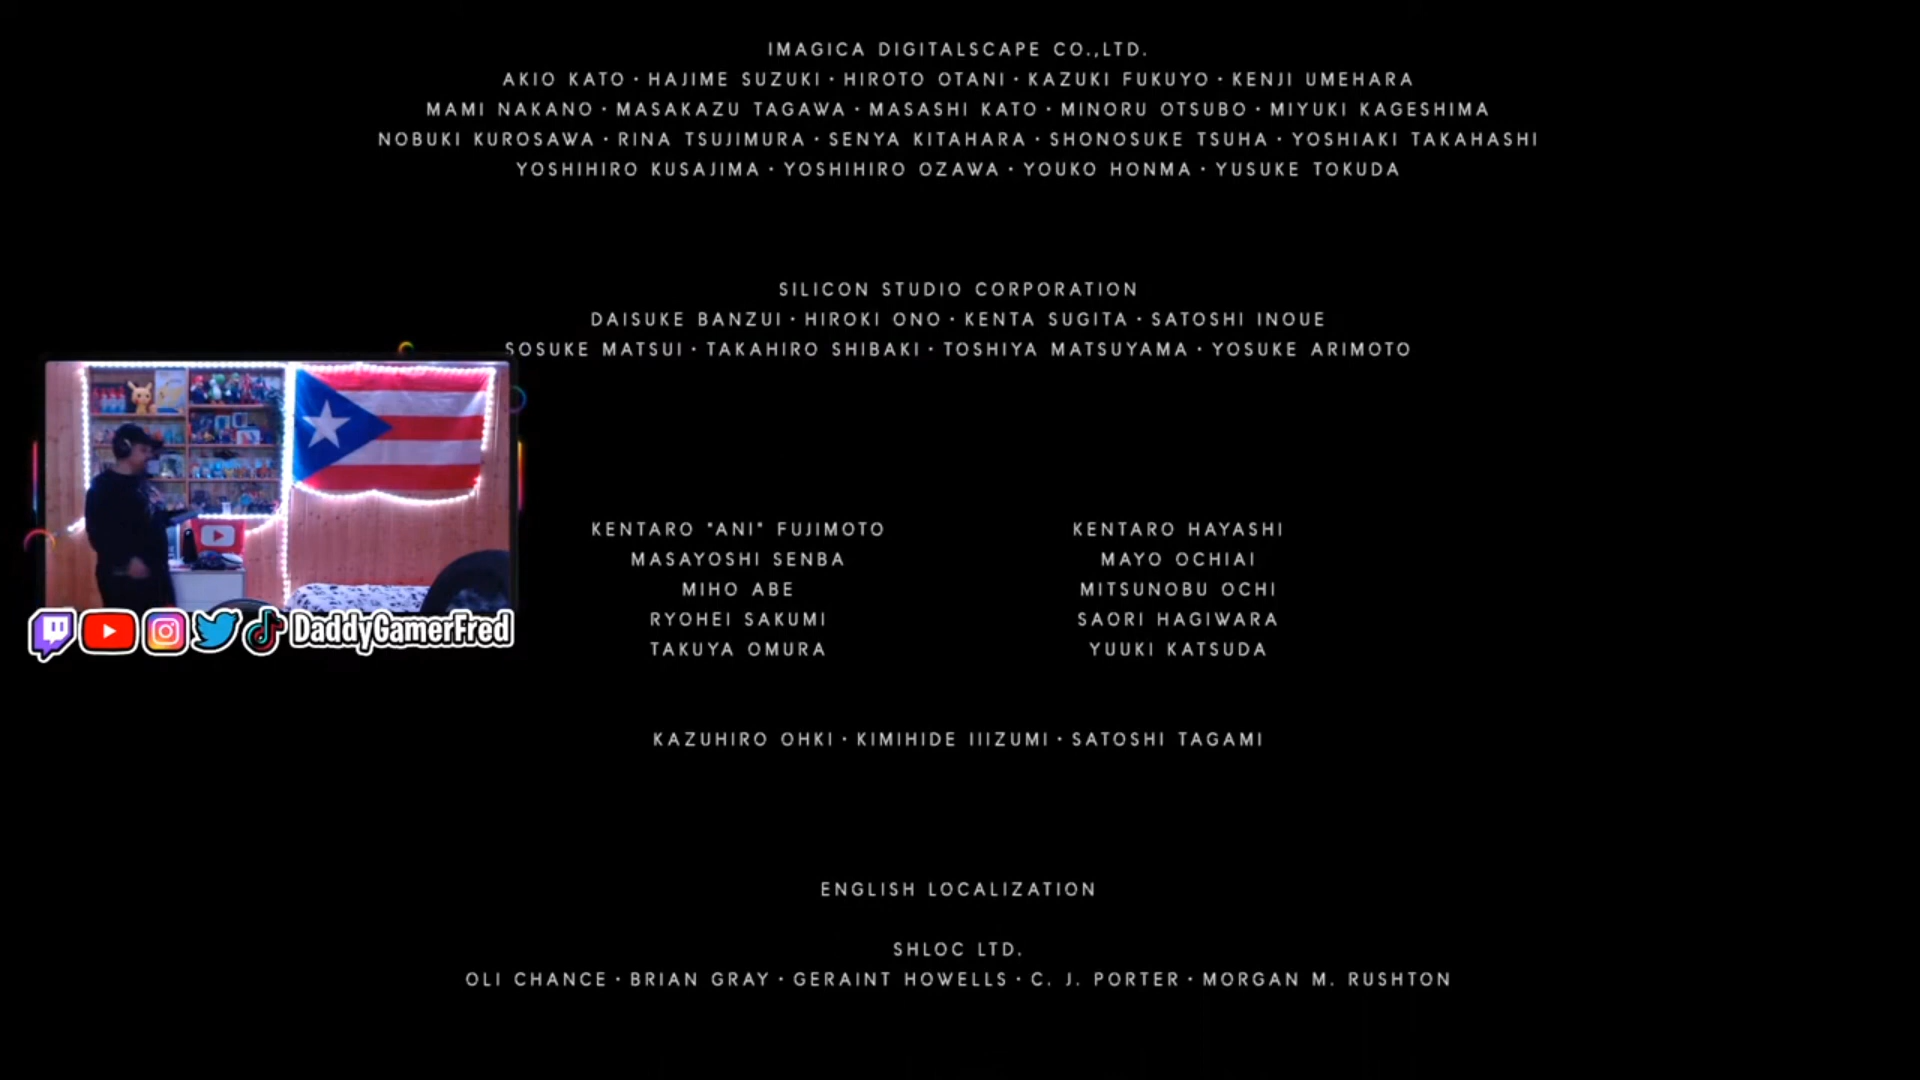 IMAGICA DIGITALSCAPE CO.,LTD.
AKIO KATO · HAJIME SUZUKI · HIROTO OTANI · KAZUKI FUKUYO · KENJI UMEHARA
MAMI NAKANO · MASAKAZU TAGAWA · MASASHI KATO · MINORU OTSUBO · MIYUKI KAGESHIMA
NOBUKI KUROSAWA · RINA TSUJIMURA · SENYA KITAHARA · SHONOSUKE TSUHA · YOSHIAKI TAKAHASHI
YOSHIHIRO KUSAJIMA · YOSHIHIRO OZAWA · YOUKO HONMA · YUSUKE TOKUDA
SILICON STUDIO CORPORATION
DAISUKE BANZUI · HIROKI ONO · KENTA SUGITA · SATOSHI INOUE
SOSUKE MATSUI · TAKAHIRO SHIBAKI · TOSHIYA MATSUYAMA · YOSUKE ARIMOTO
KENTARO "ANI" FUJIMOTO KENTARO HAYASHI
MASAYOSHI SENBA MAYO OCHIAI
MIHO ABE MITSUNOBU OCHI
RYOHEI SAKUMI SAORI HAGIWARA
TAKUYA OMURA YUUKI KATSUDA
DaddyGamerFred
KAZUHIRO OHKI · KIMIHIDE IIIZUMI · SATOSHI TAGAMI
ENGLISH LOCALIZATION
SHLOC LTD.
OLI CHANCE · BRIAN GRAY · GERAINT HOWELLS · C. J. PORTER · MORGAN M. RUSHTON